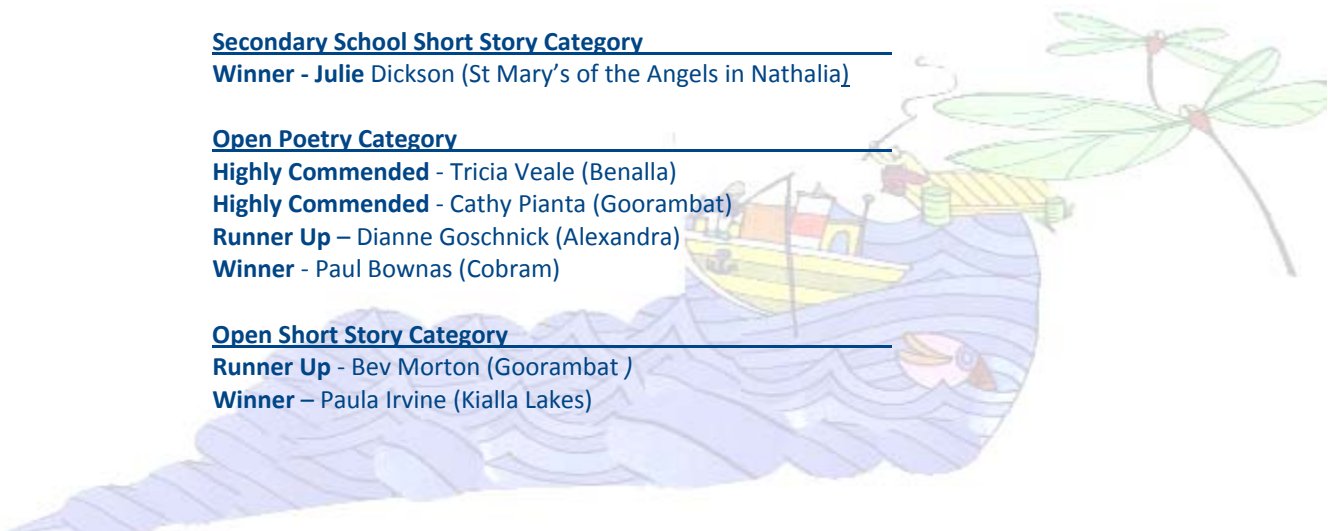 Secondary School Short Story Category
Winner - Julie Dickson (St Mary’s of the Angels in Nathalia)
Open Poetry Category
Highly Commended - Tricia Veale (Benalla)
Highly Commended - Cathy Pianta (Goorambat)
Runner Up – Dianne Goschnick (Alexandra)
Winner - Paul Bownas (Cobram)
Open Short Story Category
Runner Up - Bev Morton (Goorambat )
Winner – Paula Irvine (Kialla Lakes)